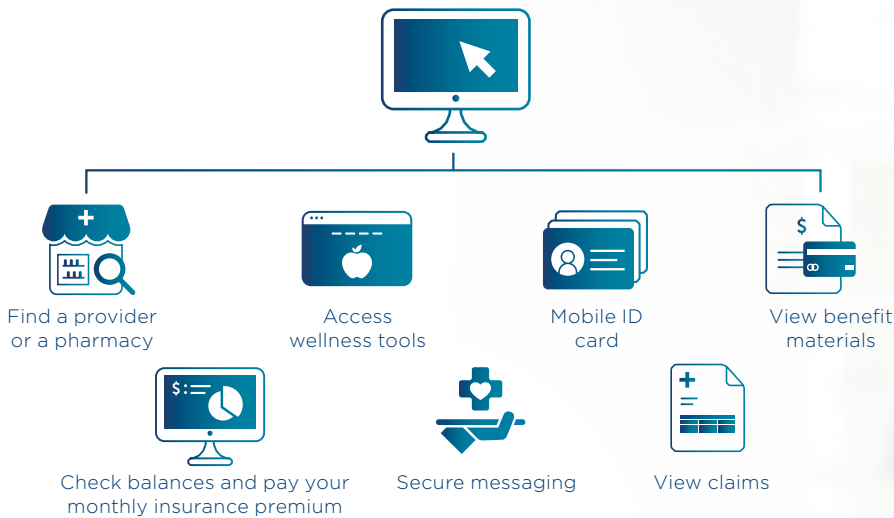 Find a provider
or a pharmacy
Access
wellness tools
Mobile ID
card
$
View benefit
materials
$:
Check balances and pay your
monthly insurance premium
Secure messaging
View claims